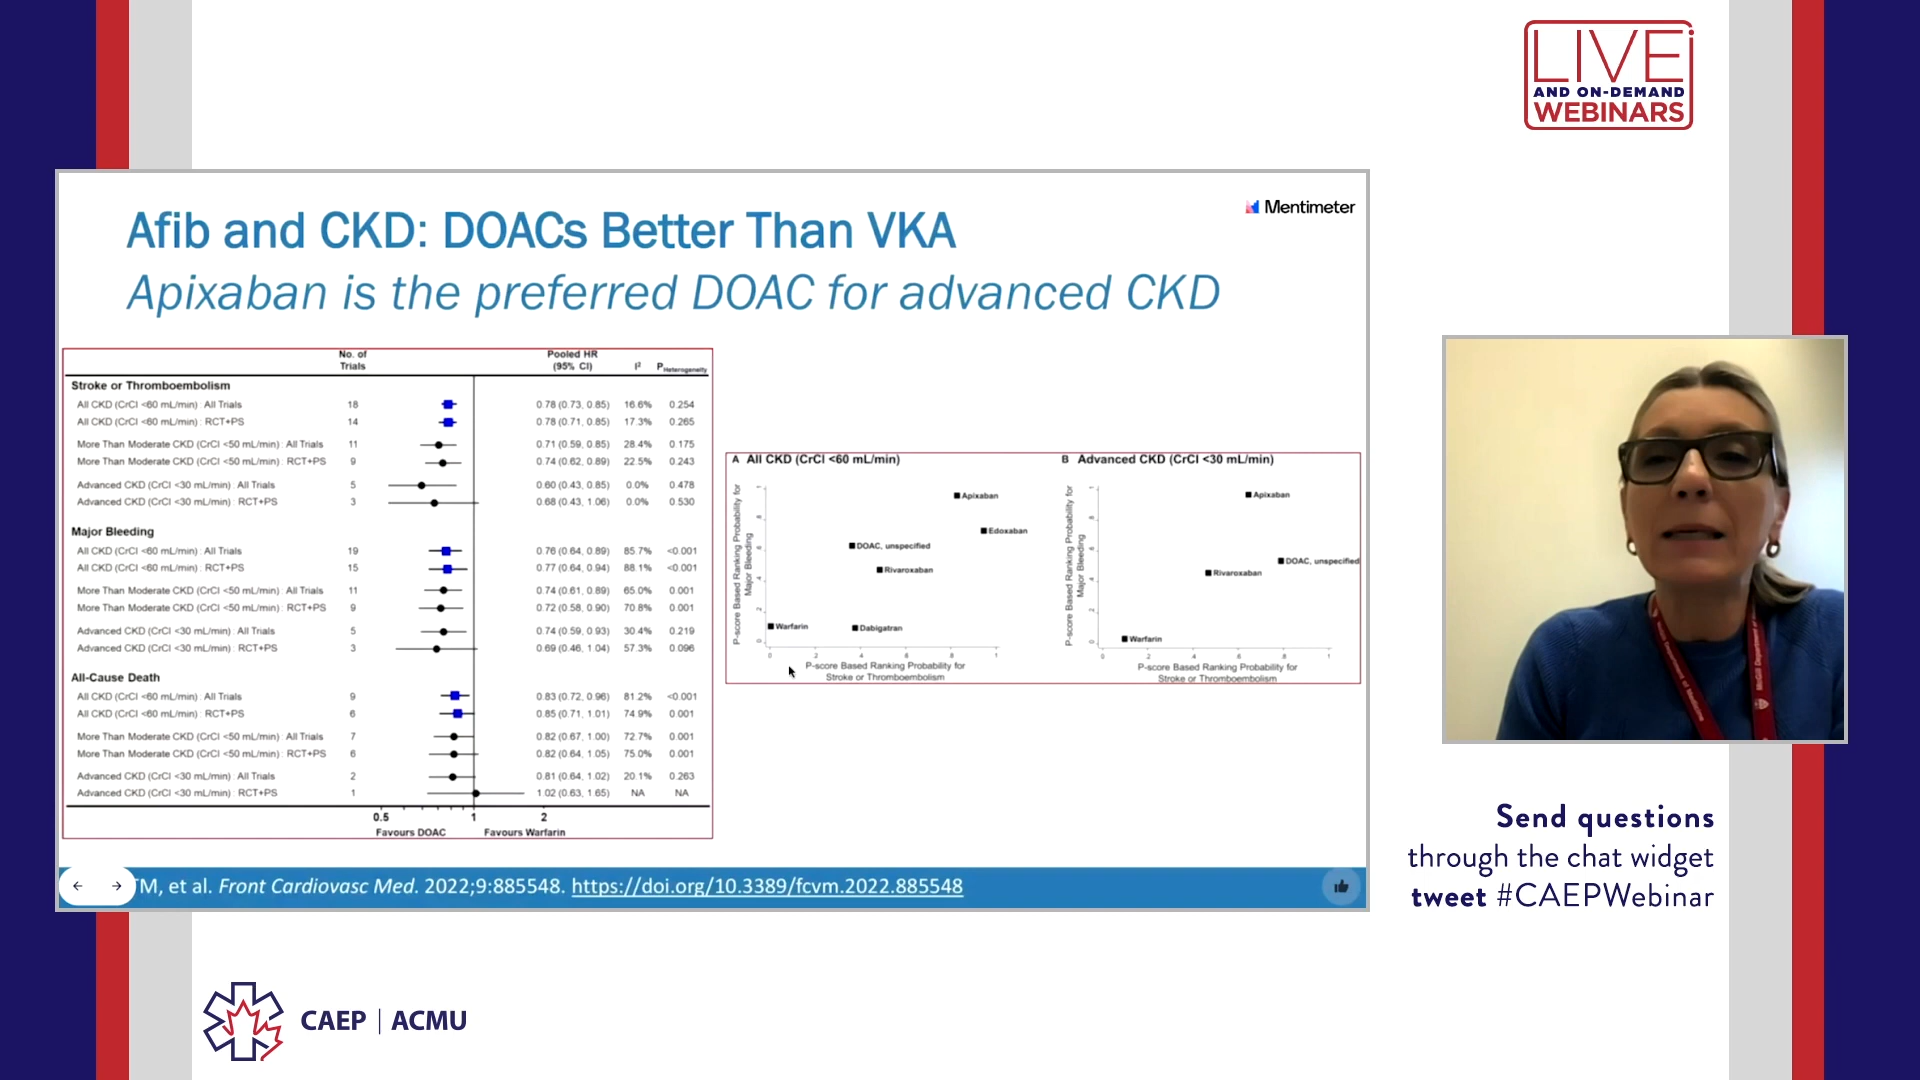 LIVE
AND ON-DEMAND
WEBINARS
Mentimeter
Afib and CKD: DOACs Better Than VKA
Apixaban is the preferred DOAC for advanced CKD
No. of Trials Pooled HR (95% CI) I² P Heterogeneity
Stroke or Thromboembolism
All CKD (CrCl <60 mL/min) : All Trials 18 0.78 (0.73, 0.85) 16.6% 0.254
All CKD (CrCl <60 mL/min) : RCT+PS 14 0.78 (0.71, 0.85) 17.3% 0.265
More Than Moderate CKD (CrCl <50 mL/min) : All Trials 11 0.71 (0.59, 0.85) 28.4% 0.175
More Than Moderate CKD (CrCl <50 mL/min) : RCT+PS 9 0.74 (0.62, 0.89) 22.5% 0.243
Advanced CKD (CrCl <30 mL/min) : All Trials 5 0.60 (0.43, 0.85) 0.0% 0.478
Advanced CKD (CrCl <30 mL/min) : RCT+PS 3 0.68 (0.43, 1.06) 0.0% 0.530
Major Bleeding
All CKD (CrCl <60 mL/min) : All Trials 19 0.76 (0.64, 0.89) 85.7% <0.001
All CKD (CrCl <60 mL/min) : RCT+PS 15 0.77 (0.64, 0.94) 88.1% <0.001
More Than Moderate CKD (CrCl <50 mL/min) : All Trials 11 0.74 (0.61, 0.89) 65.0% 0.001
More Than Moderate CKD (CrCl <50 mL/min) : RCT+PS 9 0.72 (0.58, 0.90) 70.8% 0.001
Advanced CKD (CrCl <30 mL/min) : All Trials 5 0.74 (0.59, 0.93) 30.4% 0.219
Advanced CKD (CrCl <30 mL/min) : RCT+PS 3 0.69 (0.46, 1.04) 57.3% 0.096
All-Cause Death
All CKD (CrCl <60 mL/min) : All Trials 9 0.83 (0.72, 0.96) 81.2% <0.001
All CKD (CrCl <60 mL/min) : RCT+PS 6 0.85 (0.71, 1.01) 74.9% 0.001
More Than Moderate CKD (CrCl <50 mL/min) : All Trials 7 0.82 (0.67, 1.00) 72.7% 0.001
More Than Moderate CKD (CrCl <50 mL/min) : RCT+PS 6 0.82 (0.64, 1.05) 75.0% 0.001
Advanced CKD (CrCl <30 mL/min) : All Trials 2 0.81 (0.64, 1.02) 20.1% 0.263
Advanced CKD (CrCl <30 mL/min) : RCT+PS 1 1.02 (0.63, 1.65) NA NA
0.5 1 2
Favours DOAC Favours Warfarin
A All CKD (CrCl <60 mL/min)
P-score Based Ranking Probability for
Major Bleeding
Apixaban
Edoxaban
DOAC, unspecified
Rivaroxaban
Warfarin
Dabigatran
0 .2 .4 .6 .8 1
P-score Based Ranking Probability for
Stroke or Thromboembolism
B Advanced CKD (CrCl <30 mL/min)
P-score Based Ranking Probability for
Major Bleeding
Apixaban
DOAC, unspecified
Rivaroxaban
Warfarin
0 .2 .4 .6 .8 1
P-score Based Ranking Probability for
Stroke or Thromboembolism
TM, et al. Front Cardiovasc Med. 2022;9:885548. https://doi.org/10.3389/fcvm.2022.885548
Send questions
through the chat widget
tweet #CAEPWebinar
CAEP | ACMU